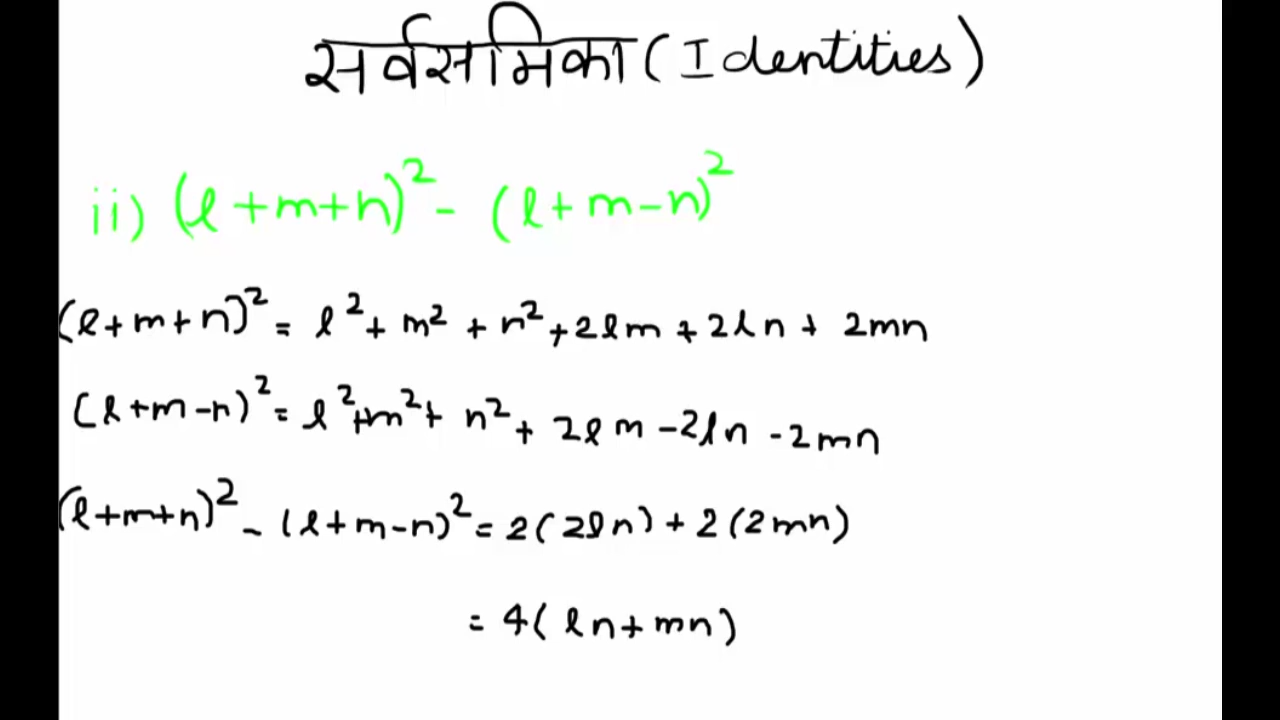 सर्वसमिका (Identities)
ii) (l+m+n)² - (l+m-n)²
(l+m+n)² = l² + m² + n² + 2lm + 2ln + 2mn
(l+m-n)² = l² + m² + n² + 2lm - 2ln - 2mn
(l+m+n)² - (l+m-n)² = 2(2ln) + 2(2mn)
= 4(ln+mn)